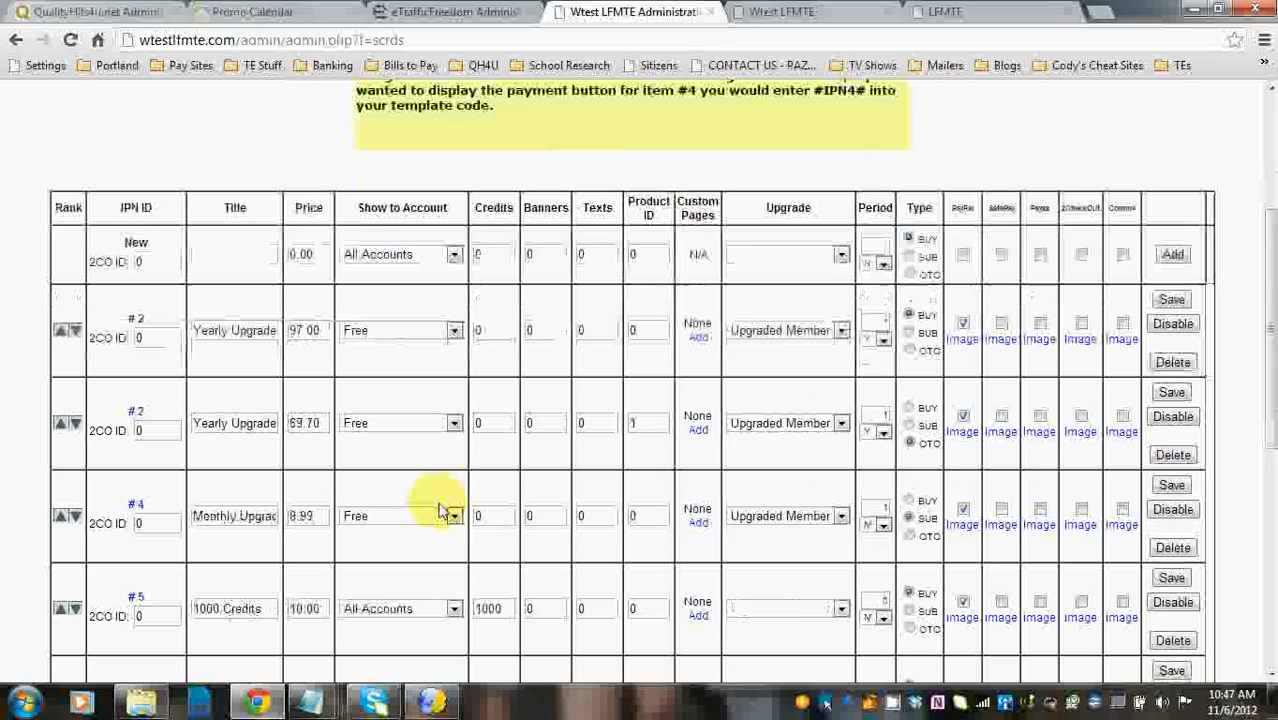 QualityHits4u.net Admini
Promo Calendar
eTrafficFreedom Adminis
Wtest LFMTE Administrati
Wtest LFMTE
LFMTE
wtestlfmte.com/admin/admin.php?f=scrds
Settings Portland Pay Sites TE Stuff Banking Bills to Pay QH4U School Research Sitizens CONTACT US - PAZ... TV Shows Mailers Blogs Cody's Cheat Sites TEs
wanted to display the payment button for item #4 you would enter #IPN4# into
your template code.
Rank IPN ID Title Price Show to Account Credits Banners Texts Product ID Custom Pages Upgrade Period Type PayPal SafePay Payza 2CheckOut
New
2CO ID: 0 0.00 All Accounts 0 0 0 0 N/A BUY SUB OTO Add
2CO ID: 0 Yearly Upgrade 97.00 Free 0 0 0 0 None Add Upgraded Member Y BUY SUB OTO Image Image Image Image Image Save Disable Delete
#2
2CO ID: 0 Yearly Upgrade 69.70 Free 0 0 0 None Add Upgraded Member 1 Y BUY SUB OTO Image Image Image Image Image Save Disable Delete
#4
2CO ID: 0 Monthly Upgrac 8.99 Free 0 0 0 0 None Add Upgraded Member 1 BUY SUB OTO Image Image Image Image Image Save Disable Delete
#5
2CO ID: 0 1000 Credits 10.00 All Accounts 1000 0 0 0 None Add BUY SUB OTO Image Image Image Image Image Save Disable Delete
Save
10:47 AM
11/6/2012